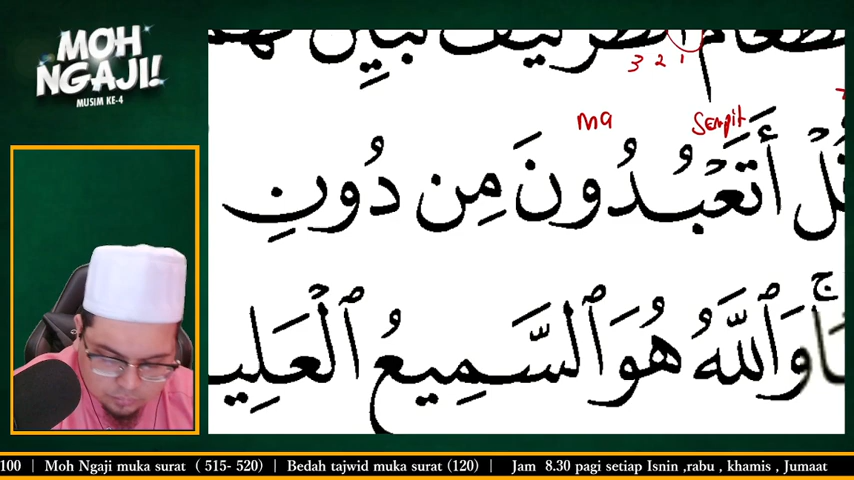 MOH
NGAJI!
MUSIM KE-4
3 2 1
ma
Sempit
قُلْ أَتَعْبُدُونَ مِن دُونِ
وَٱللَّهُ هُوَ ٱلسَّمِيعُ ٱلْعَلِي
100 | Moh Ngaji muka surat ( 515- 520) | Bedah tajwid muka surat (120) | Jam 8.30 pagi setiap Isnin ,rabu , khamis , Jumaat